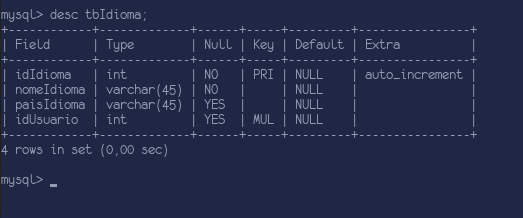 mysql> desc tbIdioma;
+------------+-------------+------+-----+---------+----------------+
| Field      | Type        | Null | Key | Default | Extra          |
+------------+-------------+------+-----+---------+----------------+
| idIdioma   | int         | NO   | PRI | NULL    | auto_increment |
| nomeIdioma | varchar(45) | NO   |     | NULL    |                |
| paisIdioma | varchar(45) | YES  |     | NULL    |                |
| idUsuario  | int         | YES  | MUL | NULL    |                |
+------------+-------------+------+-----+---------+----------------+
4 rows in set (0,00 sec)
mysql> _